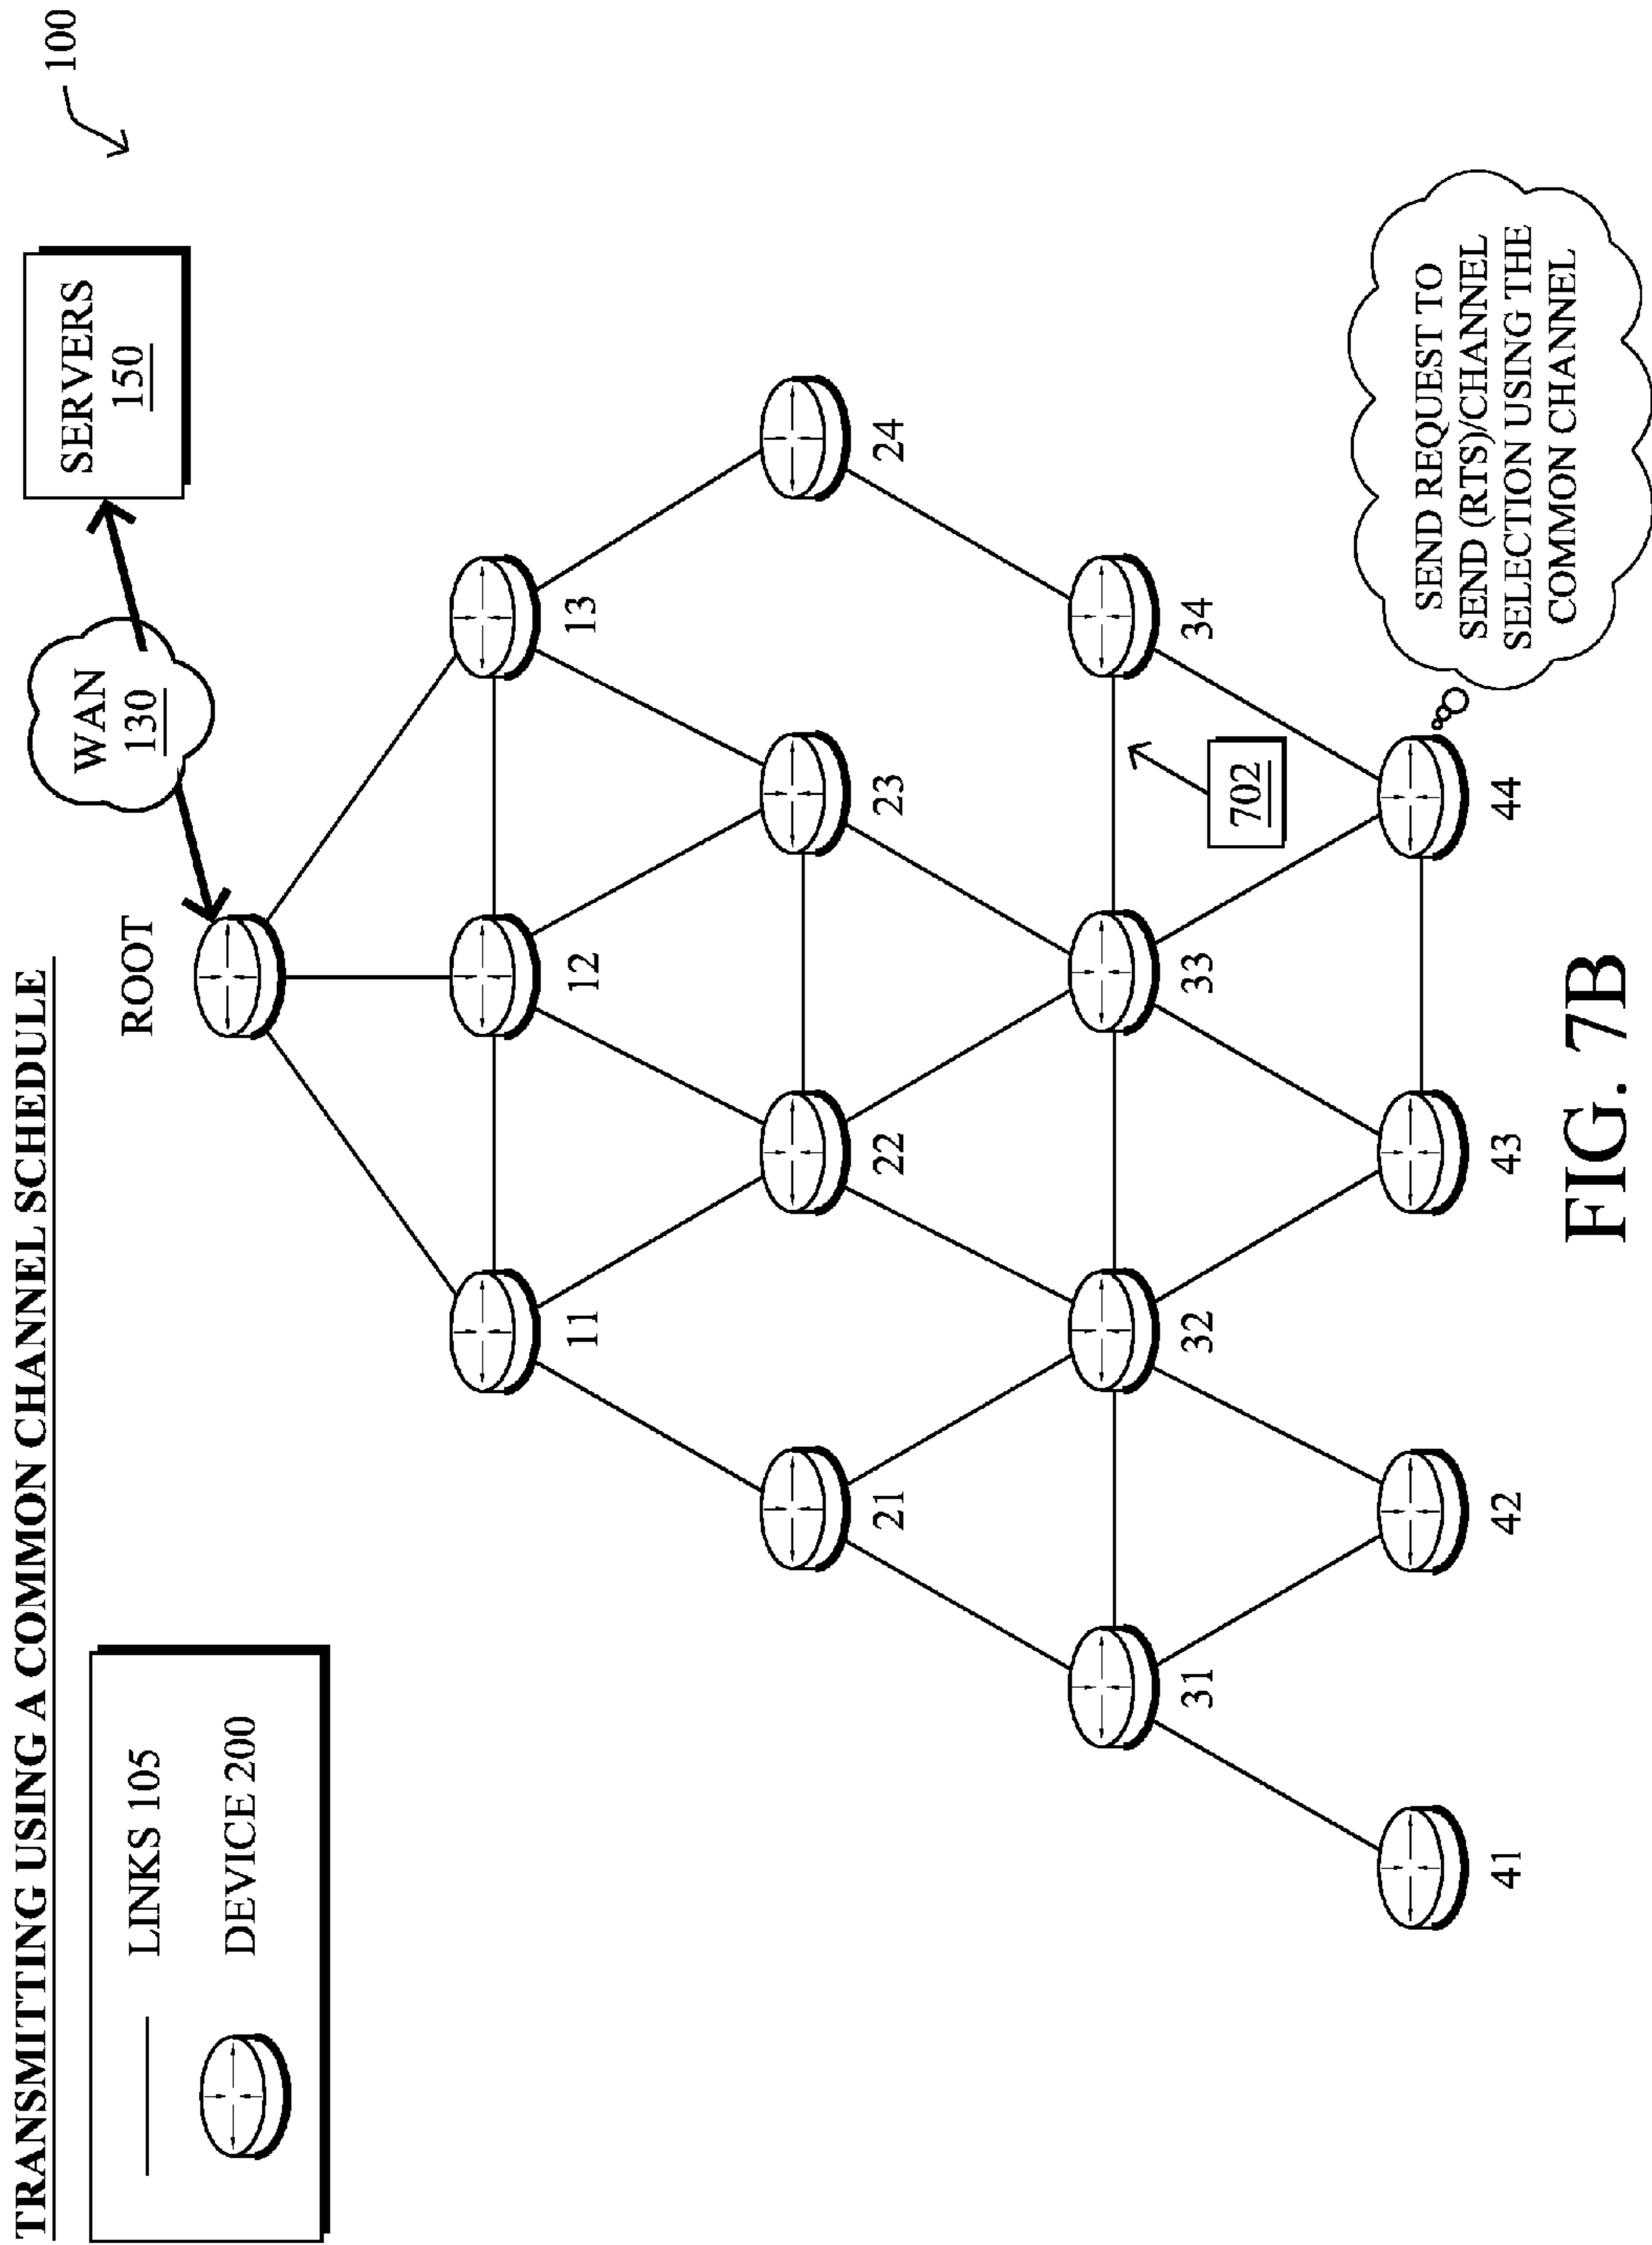 TRANSMITTING USING A COMMON CHANNEL SCHEDULE
100
LINKS 105
DEVICE 200
WAN
130
SERVERS
150
ROOT
11
12
13
21
22
23
24
31
32
33
34
702
41
42
43
44
SEND REQUEST TO
SEND (RTS)/CHANNEL
SELECTION USING THE
COMMON CHANNEL
FIG. 7B